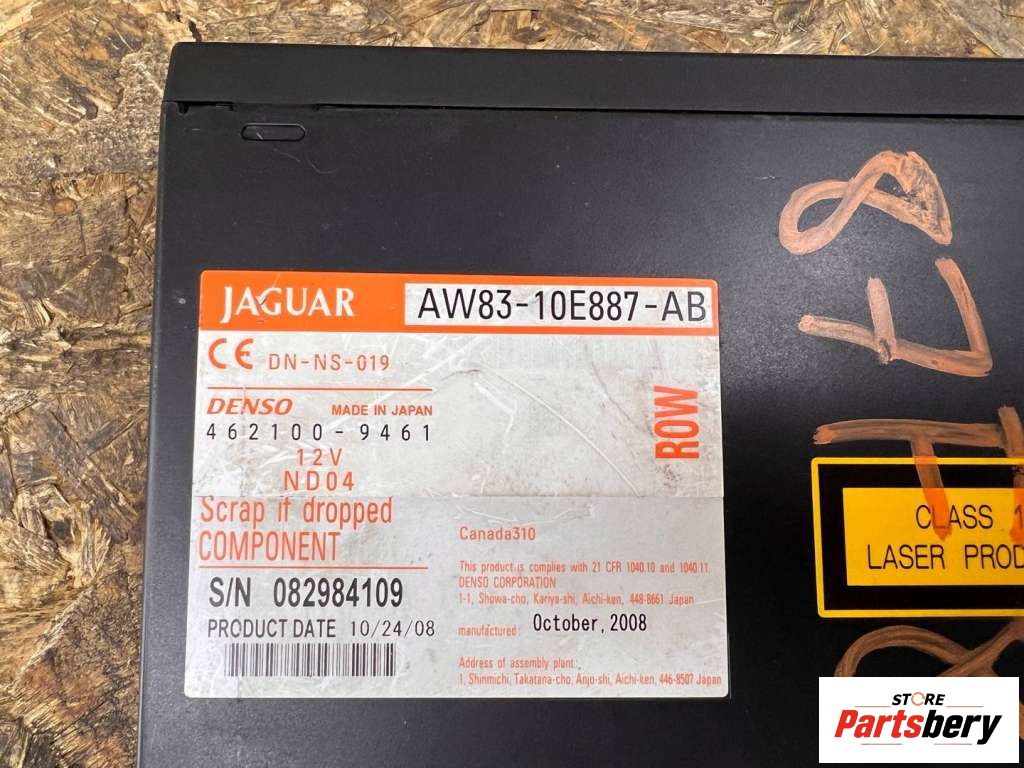 JAGUAR AW83-10E887-AB
CE DN-NS-019
DENSO MADE IN JAPAN
462100-9461
12V
ND04
ROW
Scrap if dropped
COMPONENT
S/N 082984109
PRODUCT DATE 10/24/08
Canada310
This product is complies with 21 CFR 1040.10 and 1040.11.
DENSO CORPORATION
1-1, Showa-cho, Kariya-shi, Aichi-ken, 448-8661 Japan
manufactured: October, 2008
Address of assembly plant:
1, Shinmichi, Takatana-cho, Anjo-shi, Aichi-ken, 446-8507 Japan
CLASS 1
LASER PROD
STORE
Partsbery